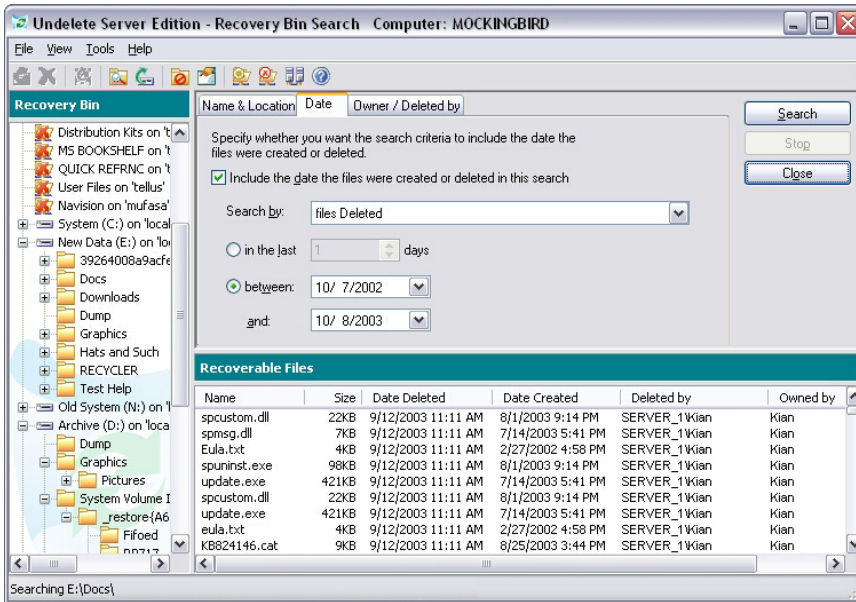 Undelete Server Edition - Recovery Bin Search Computer: MOCKINGBIRD
File View Tools Help
Recovery Bin
Distribution Kits on 't
MS BOOKSHELF on 't
QUICK REFRNC on 't
User Files on 'tellus'
Navision on 'mufasa'
System (C:) on 'local
New Data (E:) on 'lo
39264008a9acfe
Docs
Downloads
Dump
Graphics
Hats and Such
RECYCLER
Test Help
Old System (N:) on '
Archive (D:) on 'loca
Dump
Graphics
Pictures
System Volume I
_restore{A6
Fifoed
RP717
Name & Location Date Owner / Deleted by
Specify whether you want the search criteria to include the date the
files were created or deleted.
Include the date the files were created or deleted in this search
Search by: files Deleted
in the last 1 days
between: 10/ 7/2002
and: 10/ 8/2003
Search
Stop
Close
Recoverable Files
Name Size Date Deleted Date Created Deleted by Owned by
spcustom.dll 22KB 9/12/2003 11:11 AM 8/1/2003 9:14 PM SERVER_1\Kian Kian
spmsg.dll 7KB 9/12/2003 11:11 AM 7/14/2003 5:41 PM SERVER_1\Kian Kian
Eula.txt 4KB 9/12/2003 11:11 AM 2/27/2002 4:58 PM SERVER_1\Kian Kian
spuninst.exe 98KB 9/12/2003 11:11 AM 8/1/2003 9:14 PM SERVER_1\Kian Kian
update.exe 421KB 9/12/2003 11:11 AM 7/14/2003 5:41 PM SERVER_1\Kian Kian
spcustom.dll 22KB 9/12/2003 11:11 AM 8/1/2003 9:14 PM SERVER_1\Kian Kian
update.exe 421KB 9/12/2003 11:11 AM 7/14/2003 5:41 PM SERVER_1\Kian Kian
eula.txt 4KB 9/12/2003 11:11 AM 2/27/2002 4:58 PM SERVER_1\Kian Kian
KB824146.cat 9KB 9/12/2003 11:11 AM 8/25/2003 3:44 PM SERVER_1\Kian Kian
Searching E:\Docs\